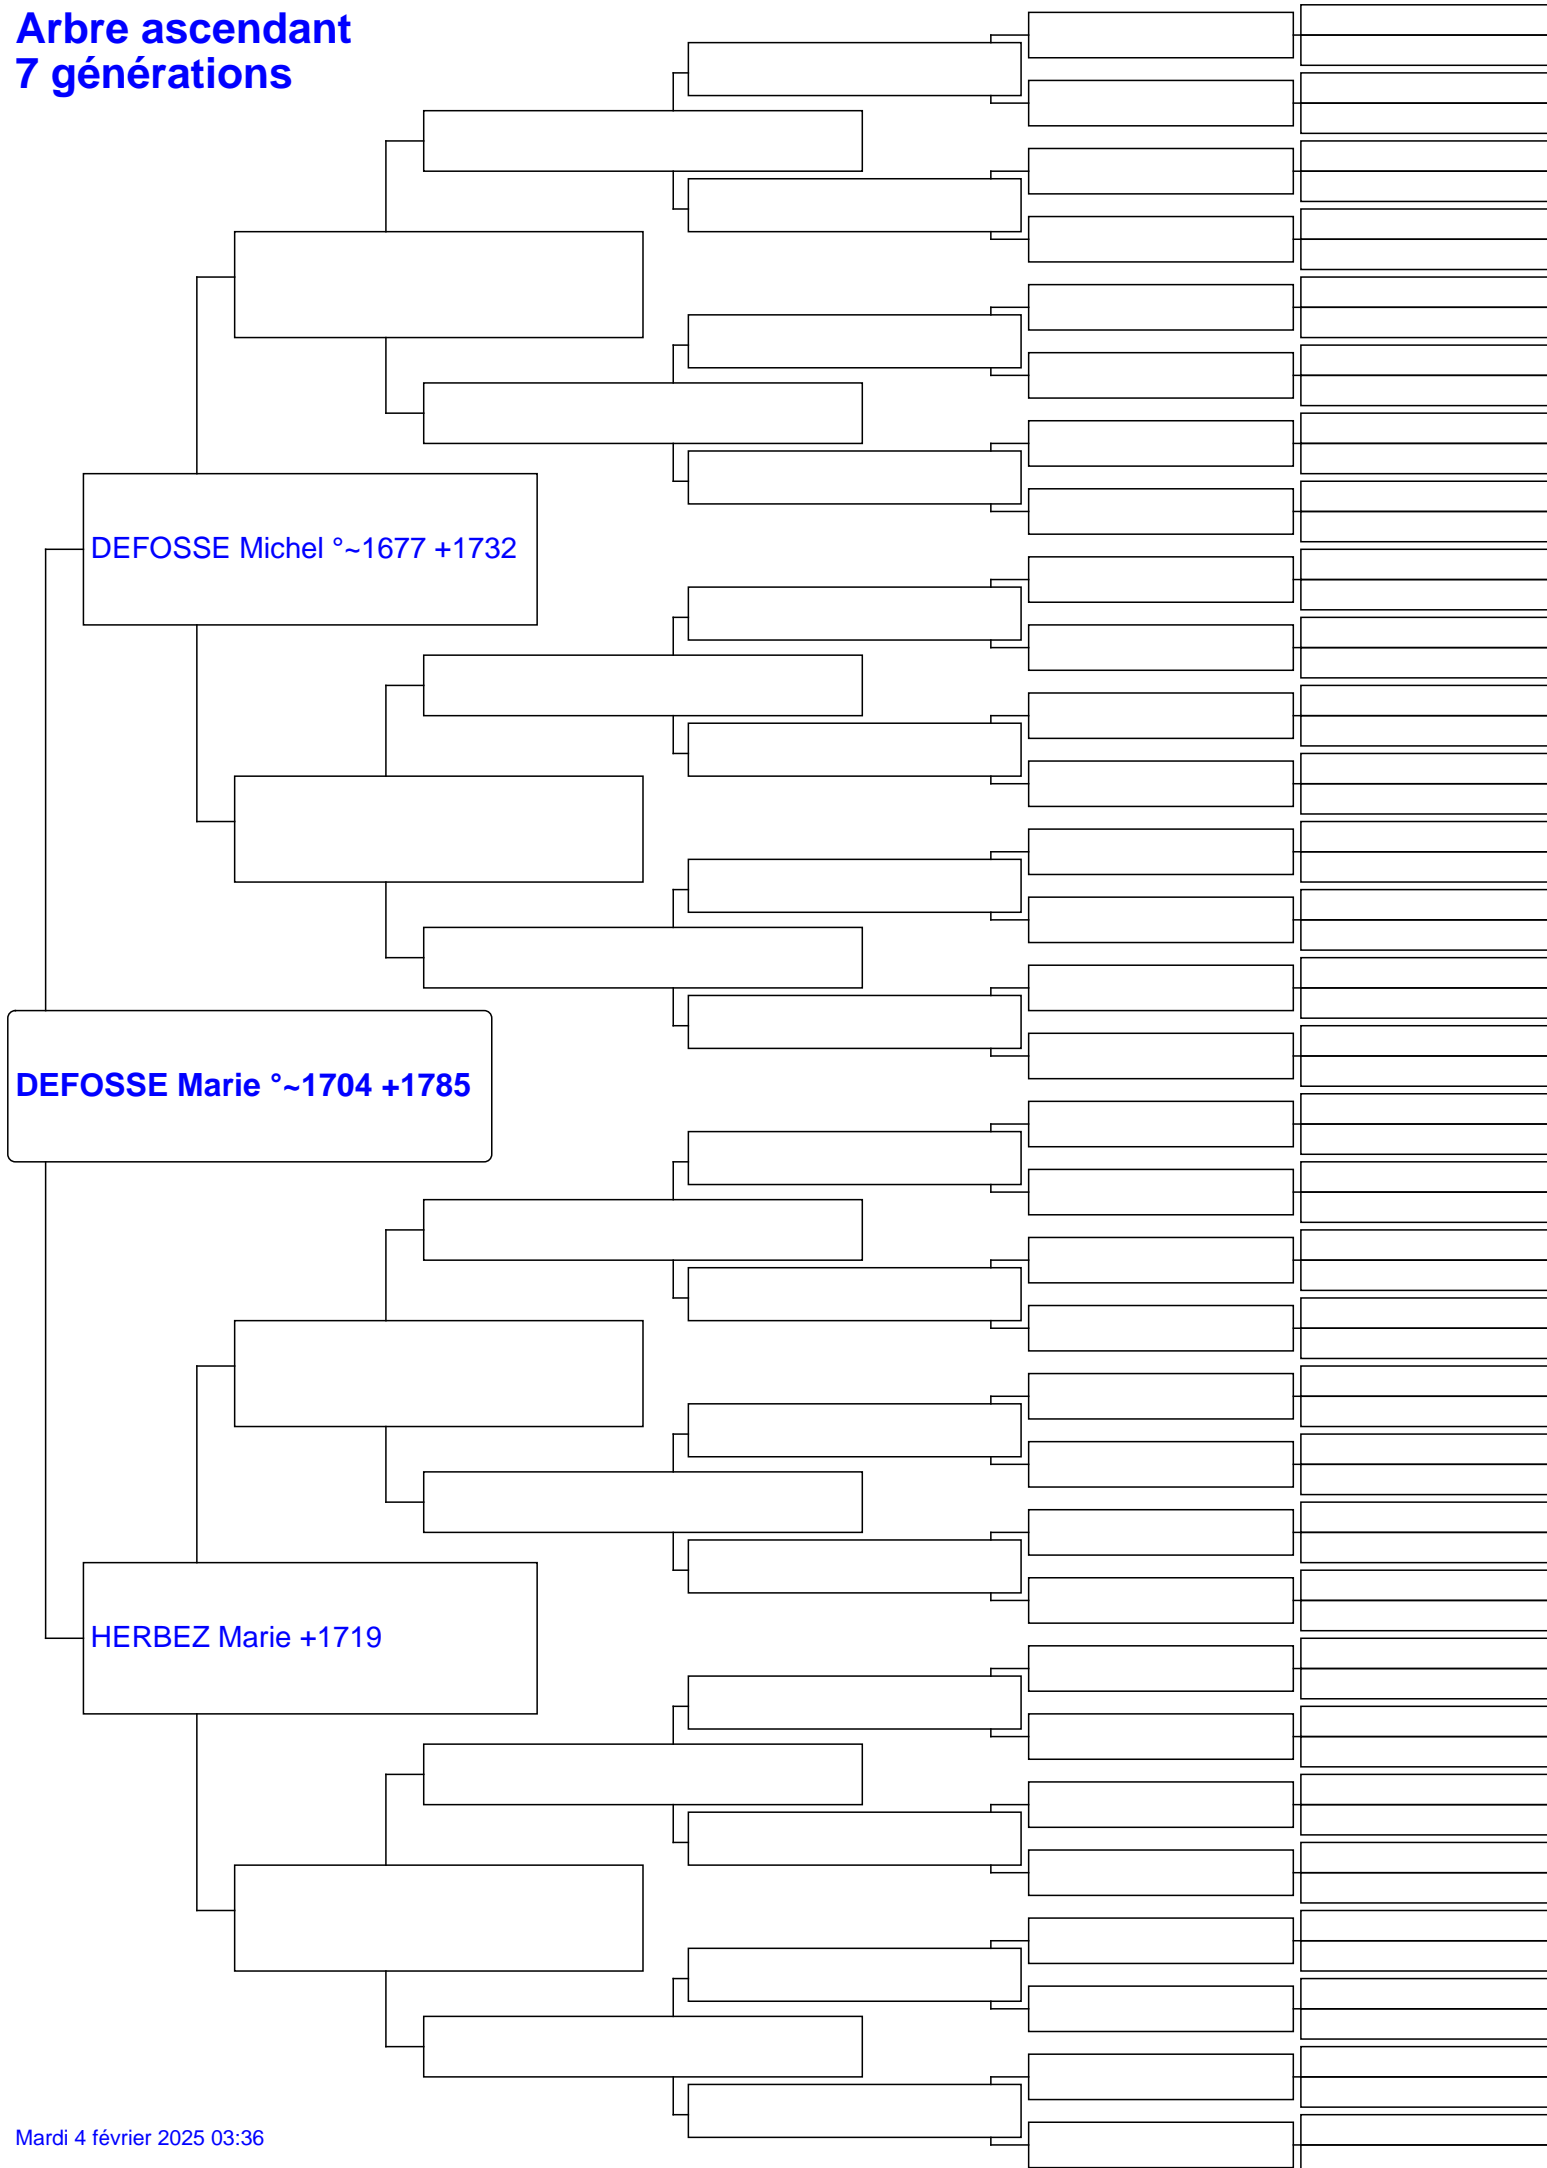 Arbre ascendant
7 générations
DEFOSSE Michel °~1677 +1732
DEFOSSE Marie °~1704 +1785
HERBEZ Marie +1719
Mardi 4 février 2025 03:36